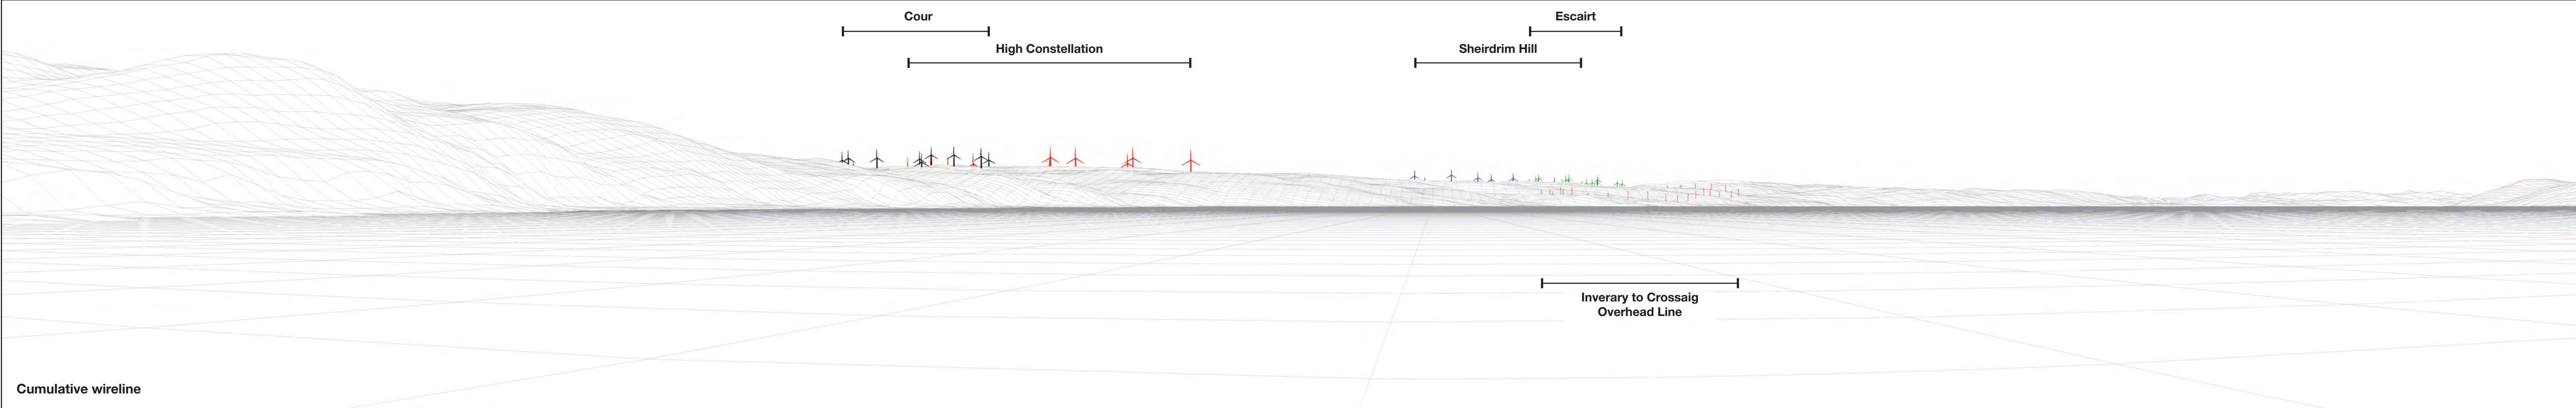 Cour
Escairt
High Constellation
Sheirdrim Hill
Inverary to Crossaig
Overhead Line
Cumulative wireline